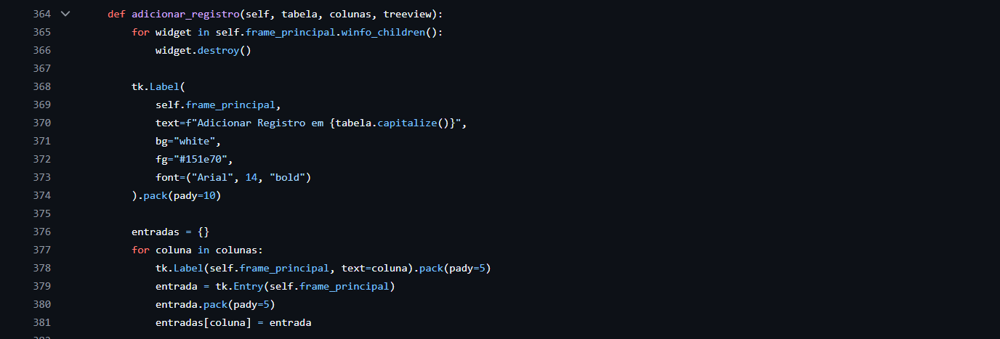 364 def adicionar_registro(self, tabela, colunas, treeview):
365 for widget in self.frame_principal.winfo_children():
366 widget.destroy()
367
368 tk.Label(
369 self.frame_principal,
370 text=f"Adicionar Registro em {tabela.capitalize()}",
371 bg="white",
372 fg="#151e70",
373 font=("Arial", 14, "bold")
374 ).pack(pady=10)
375
376 entradas = {}
377 for coluna in colunas:
378 tk.Label(self.frame_principal, text=coluna).pack(pady=5)
379 entrada = tk.Entry(self.frame_principal)
380 entrada.pack(pady=5)
381 entradas[coluna] = entrada